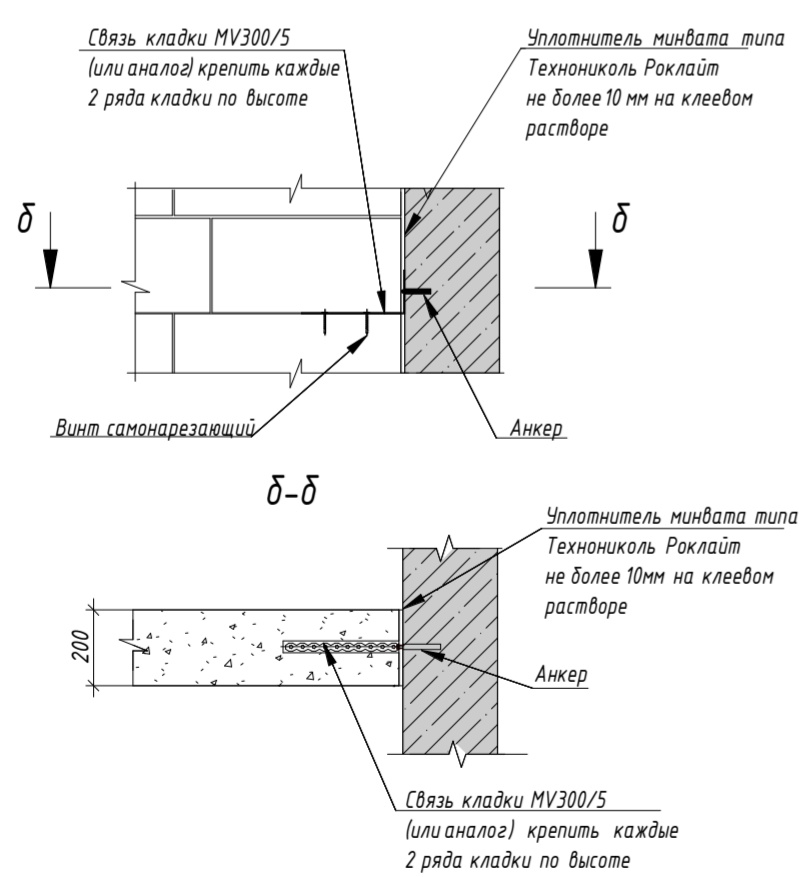 Связь кладки MV300/5
(или аналог) крепить каждые
2 ряда кладки по высоте
Уплотнитель минвата типа
Технониколь Роклайт
не более 10 мм на клеевом
растворе
б
б
Винт самонарезающий
Анкер
б-б
Уплотнитель минвата типа
Технониколь Роклайт
не более 10мм на клеевом
растворе
200
Анкер
Связь кладки MV300/5
(или аналог) крепить каждые
2 ряда кладки по высоте